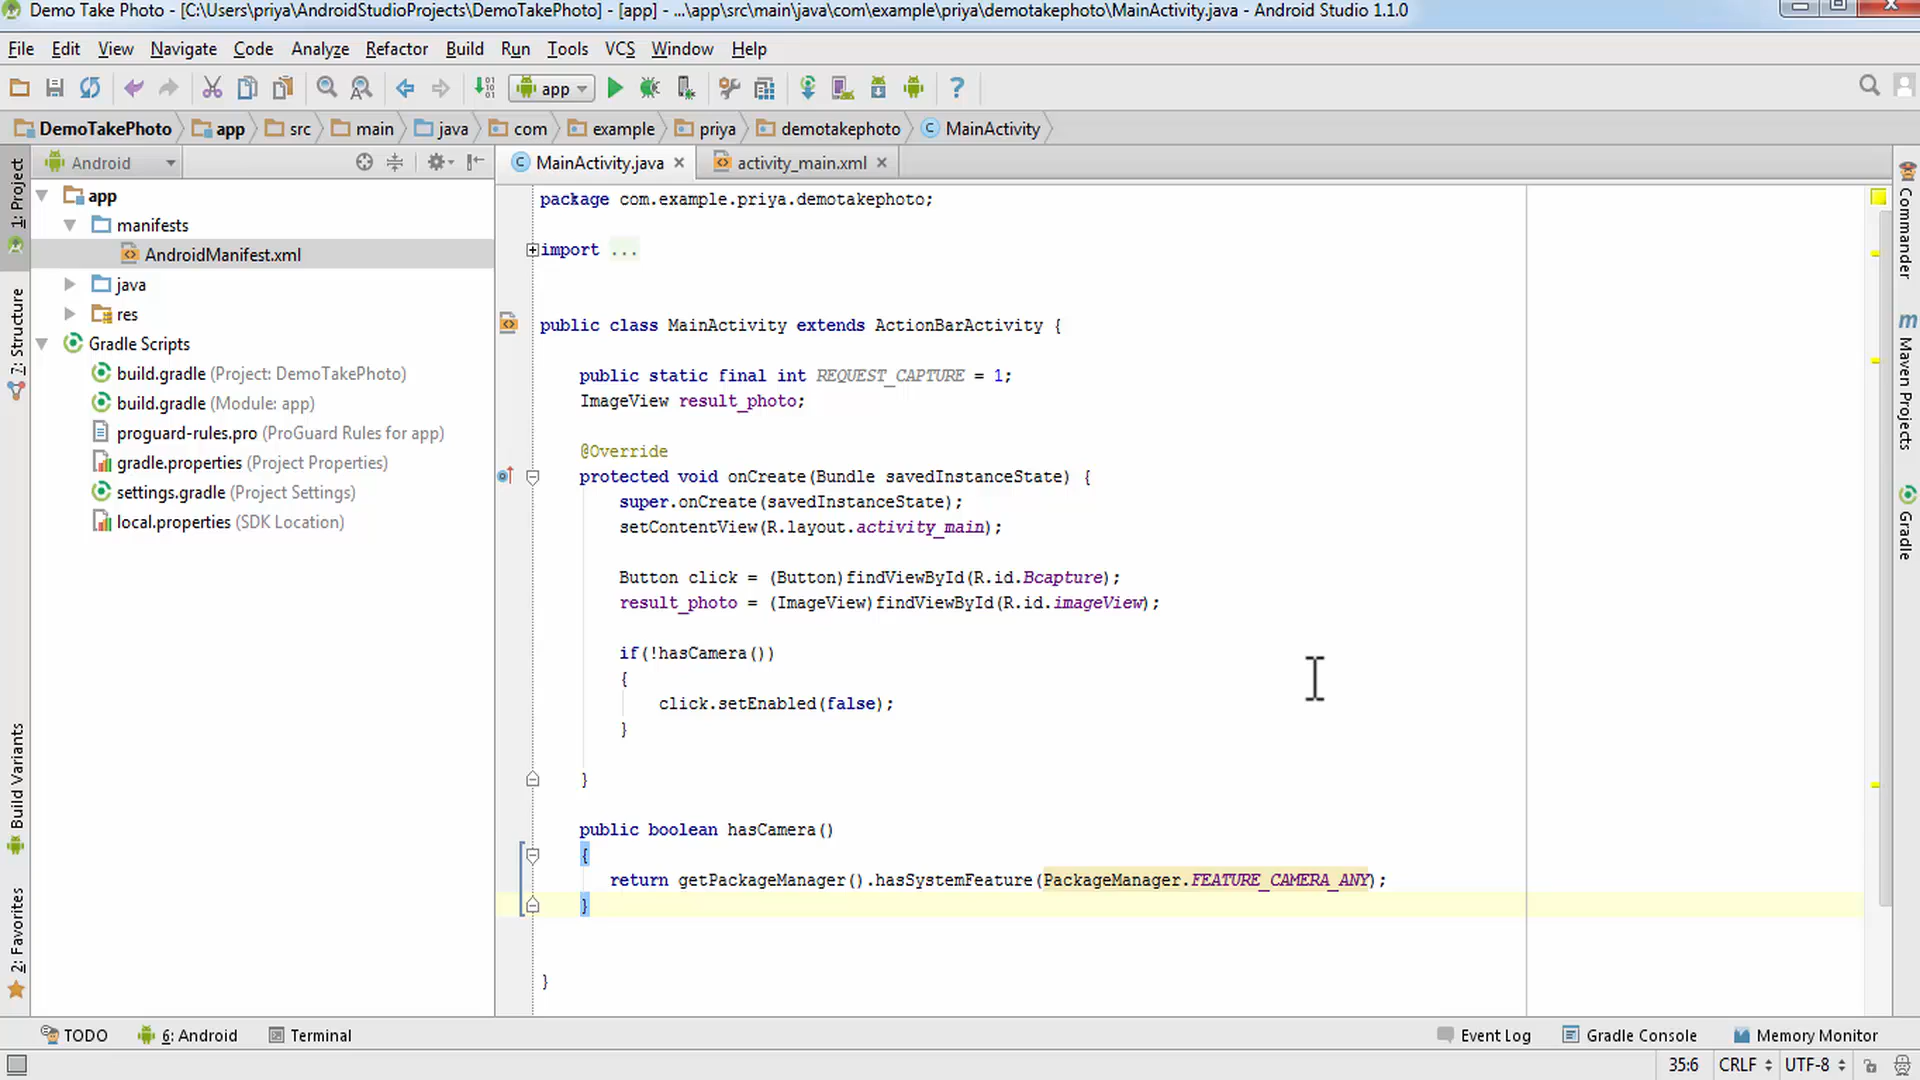 Demo Take Photo - [C:\Users\priya\AndroidStudioProjects\DemoTakePhoto] - [app] - ...\app\src\main\java\com\example\priya\demotakephoto\MainActivity.java - Android Studio 1.1.0
File Edit View Navigate Code Analyze Refactor Build Run Tools VCS Window Help
app
DemoTakePhoto app src main java com example priya demotakephoto MainActivity
Android
MainActivity.java activity_main.xml
1: Project
7: Structure
Build Variants
2: Favorites
app
manifests
AndroidManifest.xml
java
res
Gradle Scripts
build.gradle (Project: DemoTakePhoto)
build.gradle (Module: app)
proguard-rules.pro (ProGuard Rules for app)
gradle.properties (Project Properties)
settings.gradle (Project Settings)
local.properties (SDK Location)
package com.example.priya.demotakephoto;
import ...
public class MainActivity extends ActionBarActivity {
public static final int REQUEST_CAPTURE = 1;
ImageView result_photo;
@Override
protected void onCreate(Bundle savedInstanceState) {
super.onCreate(savedInstanceState);
setContentView(R.layout.activity_main);
Button click = (Button)findViewById(R.id.Bcapture);
result_photo = (ImageView)findViewById(R.id.imageView);
if(!hasCamera())
{
click.setEnabled(false);
}
}
public boolean hasCamera()
{
return getPackageManager().hasSystemFeature(PackageManager.FEATURE_CAMERA_ANY);
}
}
Commander
Maven Projects
Gradle
TODO 6: Android Terminal Event Log Gradle Console Memory Monitor
35:6 CRLF UTF-8